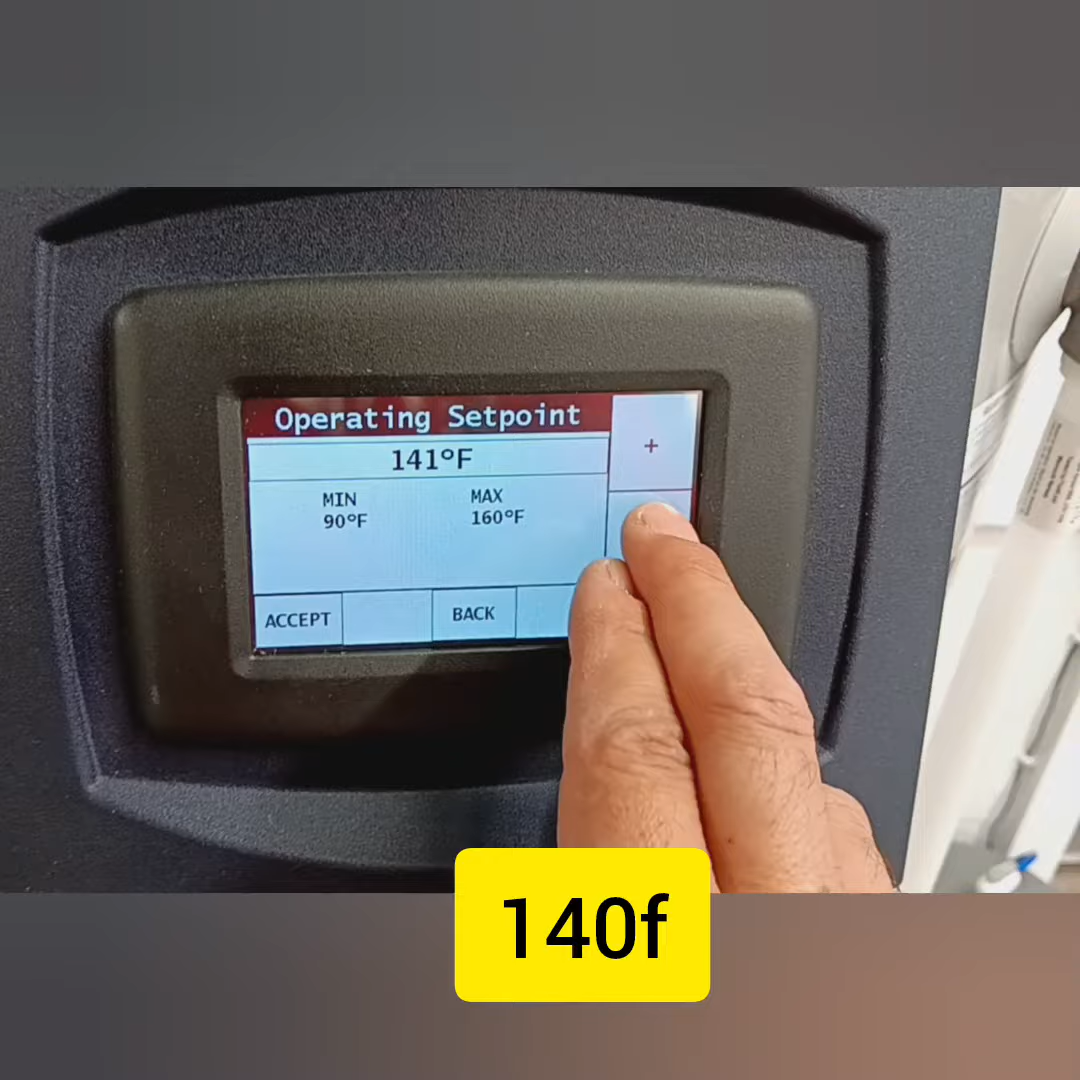 Operating Setpoint
141°F
+
MIN
MAX
90°F
160°F
ACCEPT
BACK
140f